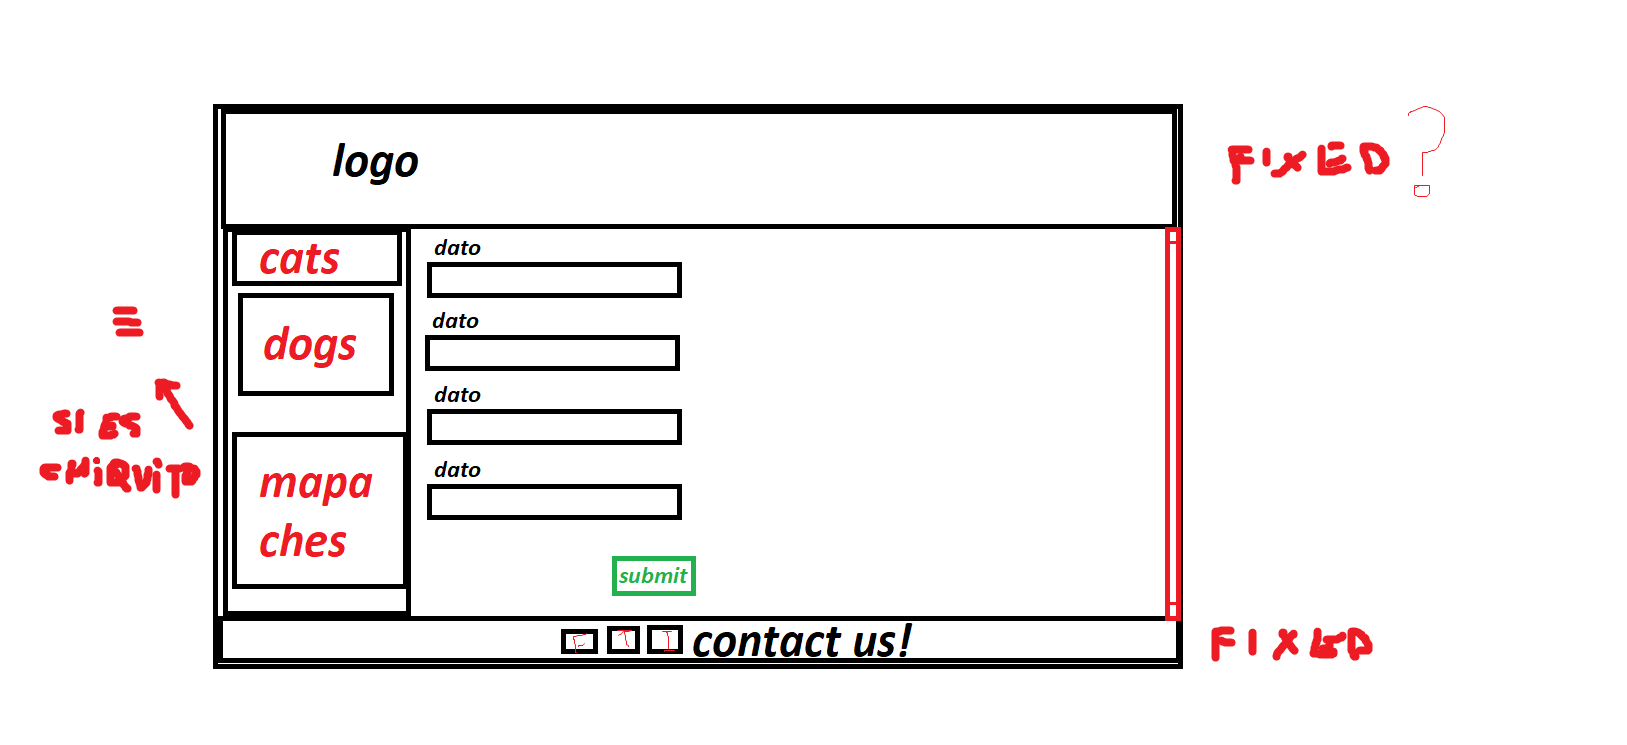 logo
FIXED ?
cats
dogs
mapa
ches
SI ES
CHiQUiTO
dato
dato
dato
dato
submit
F T I contact us!
FIXED